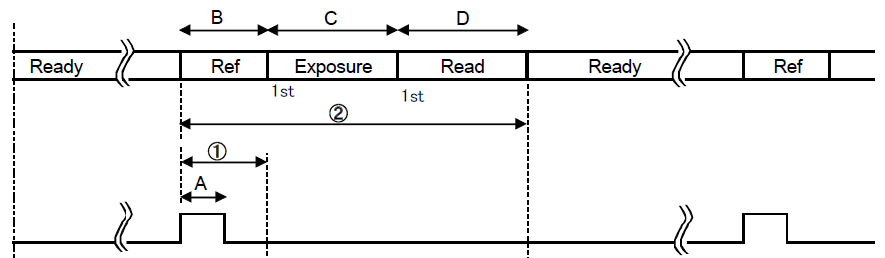 B C D
Ready Ref Exposure Read Ready Ref
1st 1st
②
①
A